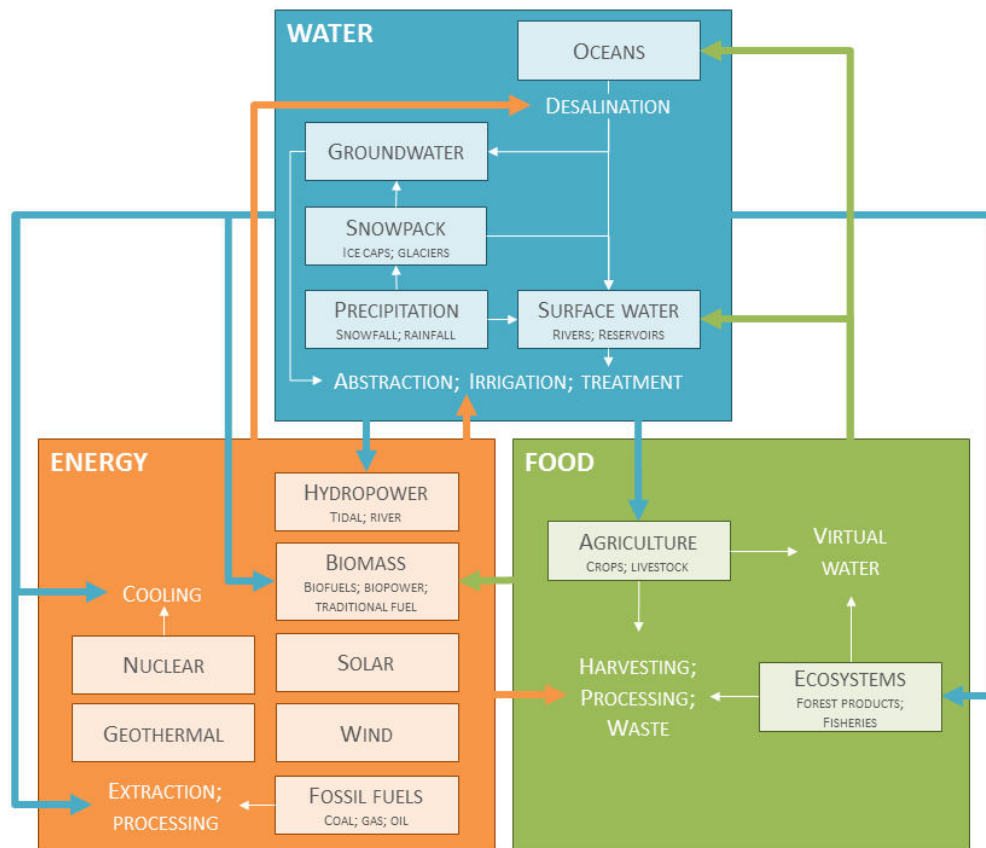 WATER
OCEANS
DESALINATION
GROUNDWATER
SNOWPACK
ICE CAPS; GLACIERS
PRECIPITATION
SNOWFALL; RAINFALL
SURFACE WATER
RIVERS; RESERVOIRS
ABSTRACTION; IRRIGATION; TREATMENT
ENERGY
HYDROPOWER
TIDAL; RIVER
BIOMASS
BIOFUELS; BIOPOWER;
TRADITIONAL FUEL
COOLING
NUCLEAR
SOLAR
GEOTHERMAL
WIND
EXTRACTION;
PROCESSING
FOSSIL FUELS
COAL; GAS; OIL
FOOD
AGRICULTURE
CROPS; LIVESTOCK
VIRTUAL
WATER
HARVESTING;
PROCESSING;
WASTE
ECOSYSTEMS
FOREST PRODUCTS;
FISHERIES